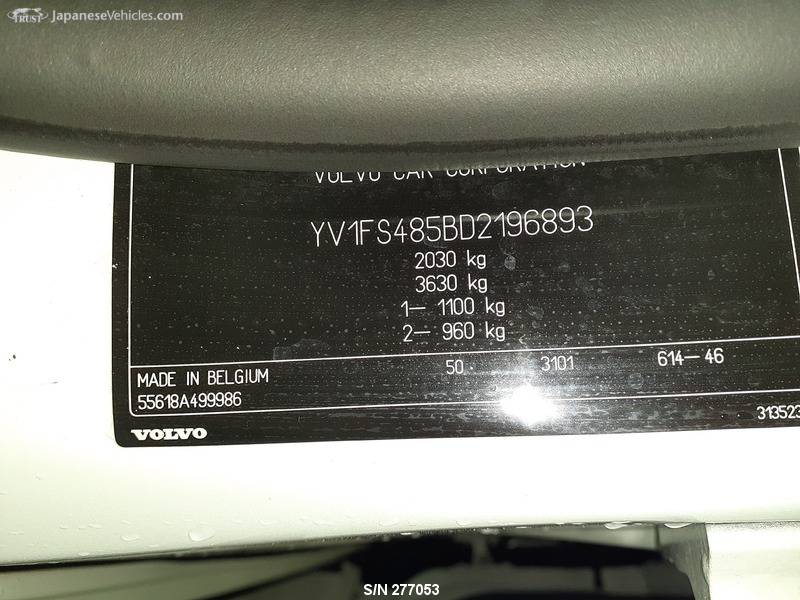 TRUST JapaneseVehicles.com
VOLVO CAR CORPORATION
YV1FS485BD2196893
2030 kg
3630 kg
1– 1100 kg
2– 960 kg
50 3101 614–46
MADE IN BELGIUM
55618A499986
313523
VOLVO
S/N 277053